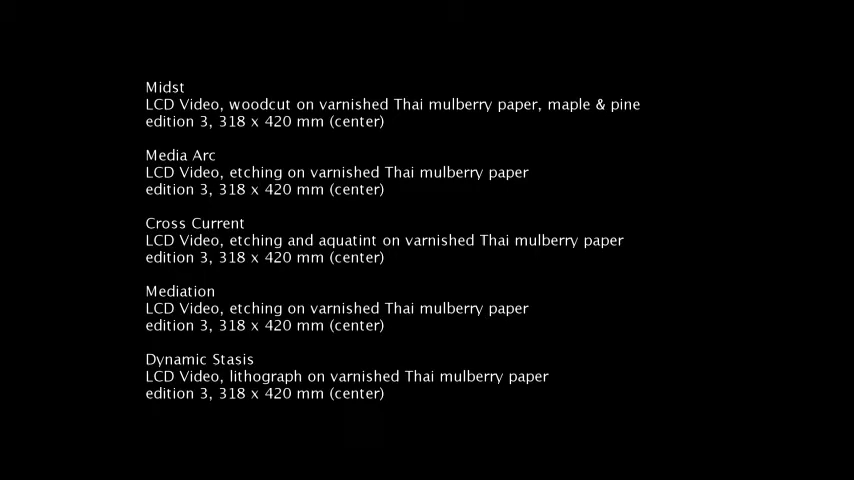 Midst
LCD Video, woodcut on varnished Thai mulberry paper, maple & pine
edition 3, 318 x 420 mm (center)
Media Arc
LCD Video, etching on varnished Thai mulberry paper
edition 3, 318 x 420 mm (center)
Cross Current
LCD Video, etching and aquatint on varnished Thai mulberry paper
edition 3, 318 x 420 mm (center)
Mediation
LCD Video, etching on varnished Thai mulberry paper
edition 3, 318 x 420 mm (center)
Dynamic Stasis
LCD Video, lithograph on varnished Thai mulberry paper
edition 3, 318 x 420 mm (center)